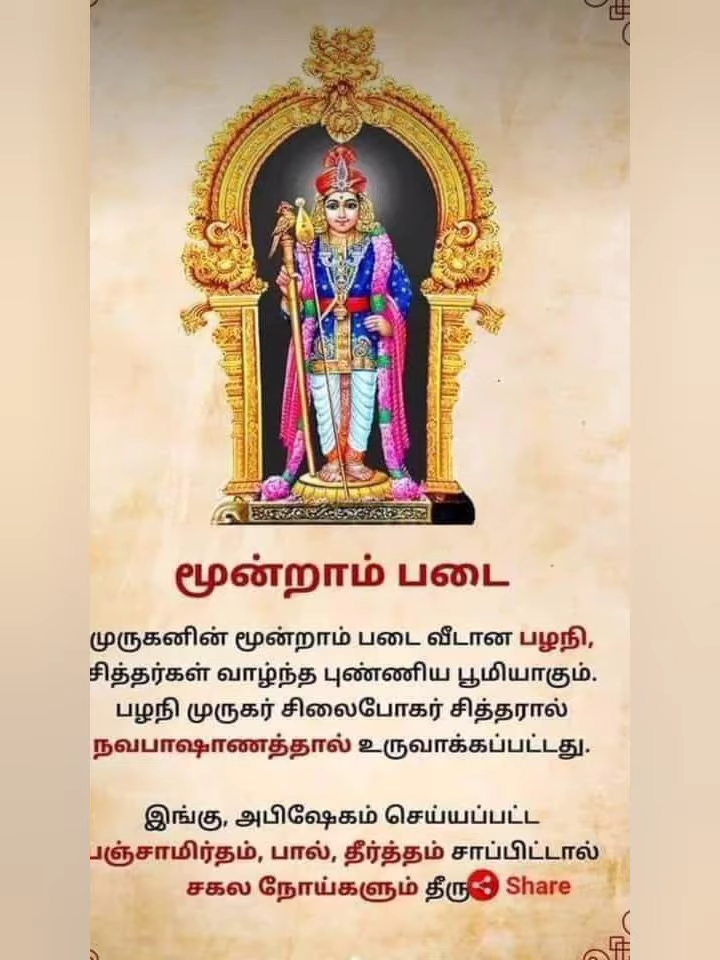 மூன்றாம் படை
முருகனின் மூன்றாம் படை வீடான பழநி,
சித்தர்கள் வாழ்ந்த புண்ணிய பூமியாகும்.
பழநி முருகர் சிலைபோகர் சித்தரால்
நவபாஷாணத்தால் உருவாக்கப்பட்டது.
இங்கு, அபிஷேகம் செய்யப்பட்ட
பஞ்சாமிர்தம், பால், தீர்த்தம் சாப்பிட்டால்
சகல நோய்களும் தீரு Share